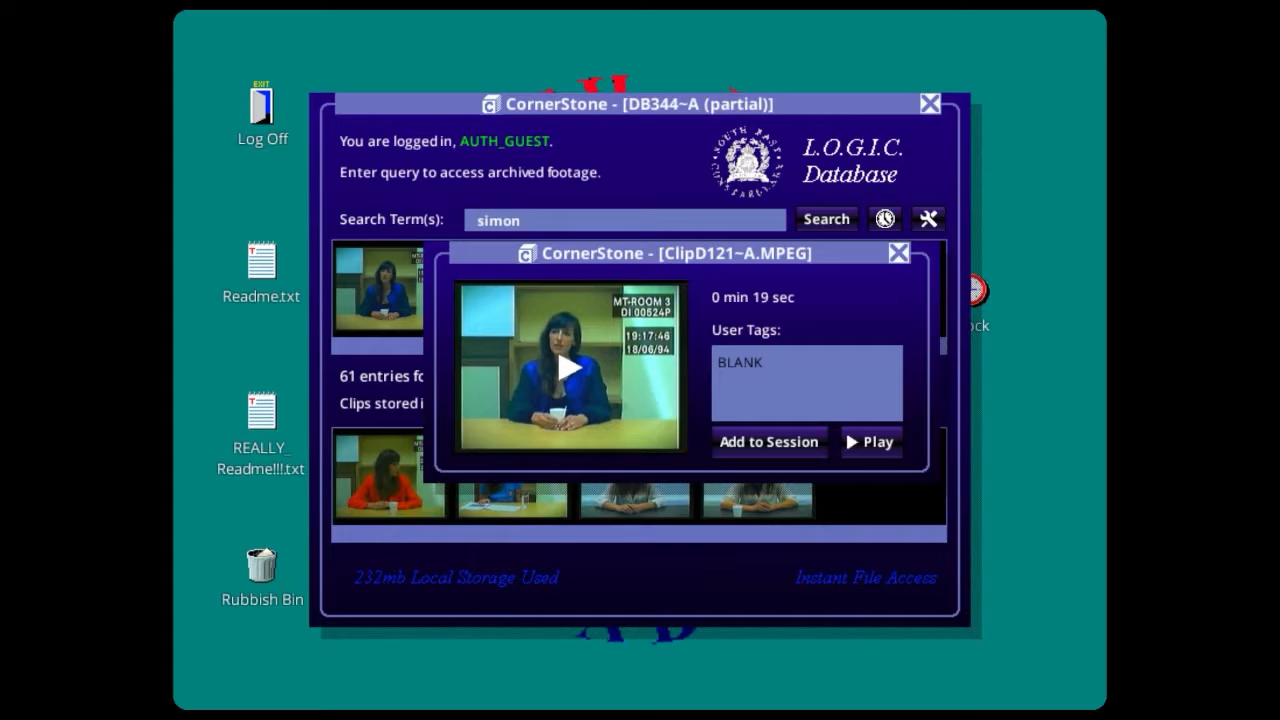 EXIT
Log Off
Readme.txt
REALLY_
Readme!!!.txt
Rubbish Bin
CornerStone - [DB344~A (partial)]
You are logged in, AUTH_GUEST.
Enter query to access archived footage.
L.O.G.I.C.
Database
Search Term(s):
simon
Search
CornerStone - [ClipD121~A.MPEG]
MT-ROOM 3
DI 00524P
19:17:46
18/06/94
0 min 19 sec
User Tags:
BLANK
Add to Session
Play
61 entries fo
Clips stored i
232mb Local Storage Used
Instant File Access
ock